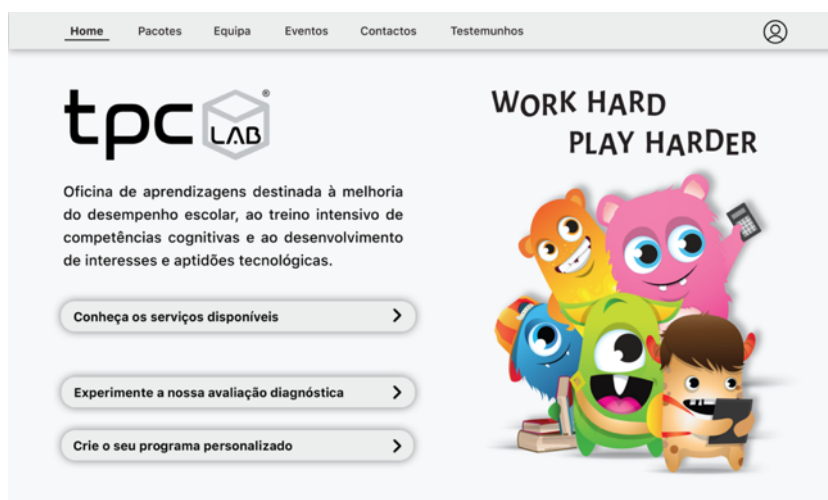 Home Pacotes Equipa Eventos Contactos Testemunhos
tpc LAB®
Oficina de aprendizagens destinada à melhoria
do desempenho escolar, ao treino intensivo de
competências cognitivas e ao desenvolvimento
de interesses e aptidões tecnológicas.
Conheça os serviços disponíveis
Experimente a nossa avaliação diagnóstica
Crie o seu programa personalizado
WORK HARD
PLAY HARDER